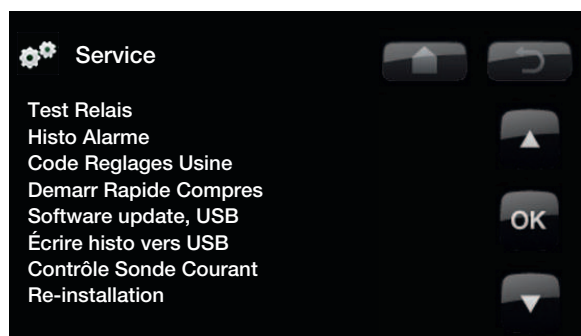 Service
Test Relais
Histo Alarme
Code Reglages Usine
Demarr Rapide Compres
Software update, USB
Écrire histo vers USB
Contrôle Sonde Courant
Re-installation
OK